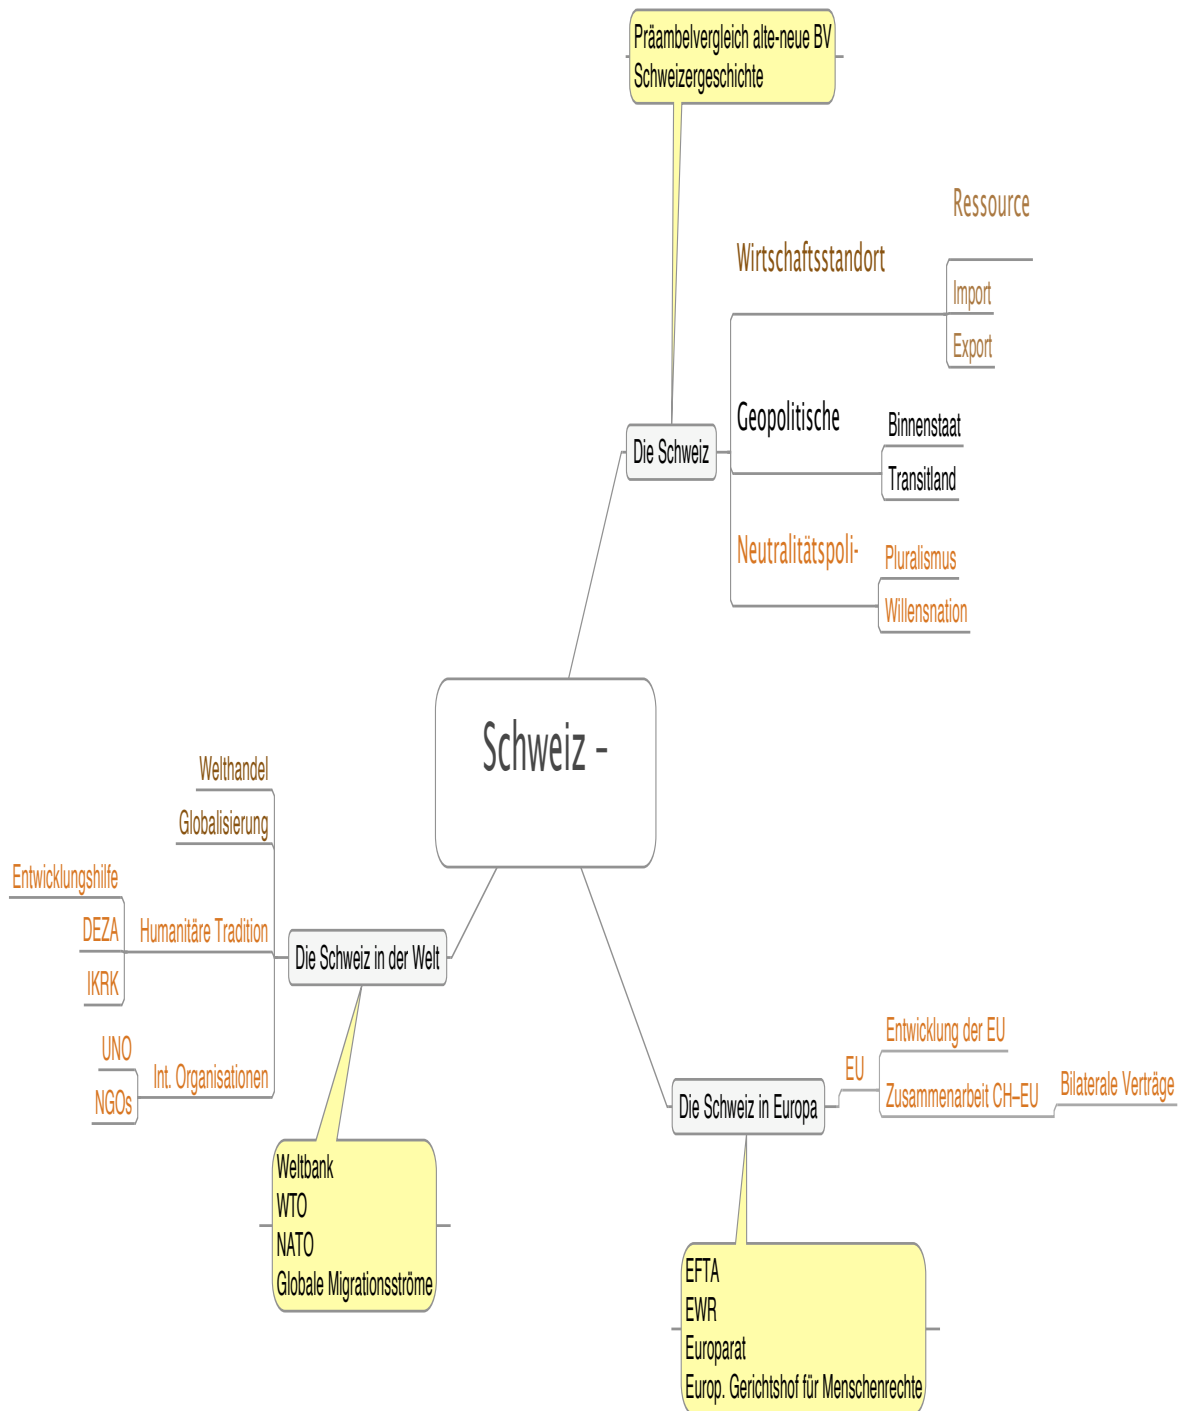 Präambelvergleich alte-neue BV
Schweizergeschichte
Ressource
Wirtschaftsstandort
Import
Export
Geopolitische
Binnenstaat
Die Schweiz
Transitland
Neutralitätspoli-
Pluralismus
Willensnation
Schweiz –
Welthandel
Globalisierung
Entwicklungshilfe
DEZA
Humanitäre Tradition
IKRK
Die Schweiz in der Welt
UNO
Int. Organisationen
NGOs
Weltbank
WTO
NATO
Globale Migrationsströme
Entwicklung der EU
EU
Zusammenarbeit CH–EU
Bilaterale Verträge
Die Schweiz in Europa
EFTA
EWR
Europarat
Europ. Gerichtshof für Menschenrechte